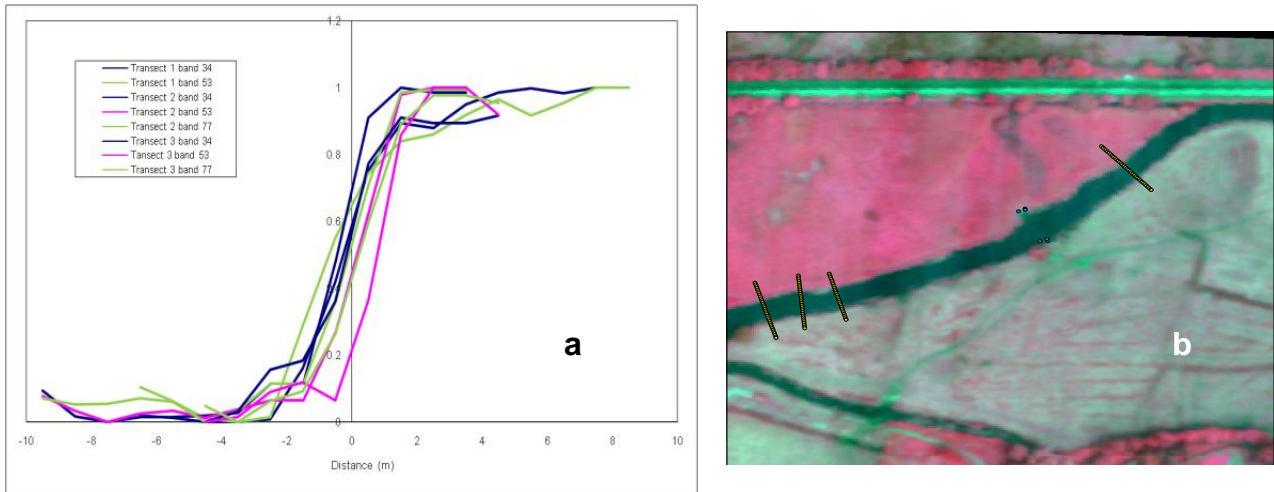 1.2
1
0.8
0.6
0.4
0.2
0
Transect 1 band 34
Transect 1 band 53
Transect 2 band 34
Transect 2 band 53
Transect 2 band 77
Transect 3 band 34
Tansect 3 band 53
Transect 3 band 77
a
-10 -8 -6 -4 -2 0 2 4 6 8 10
Distance (m)
b